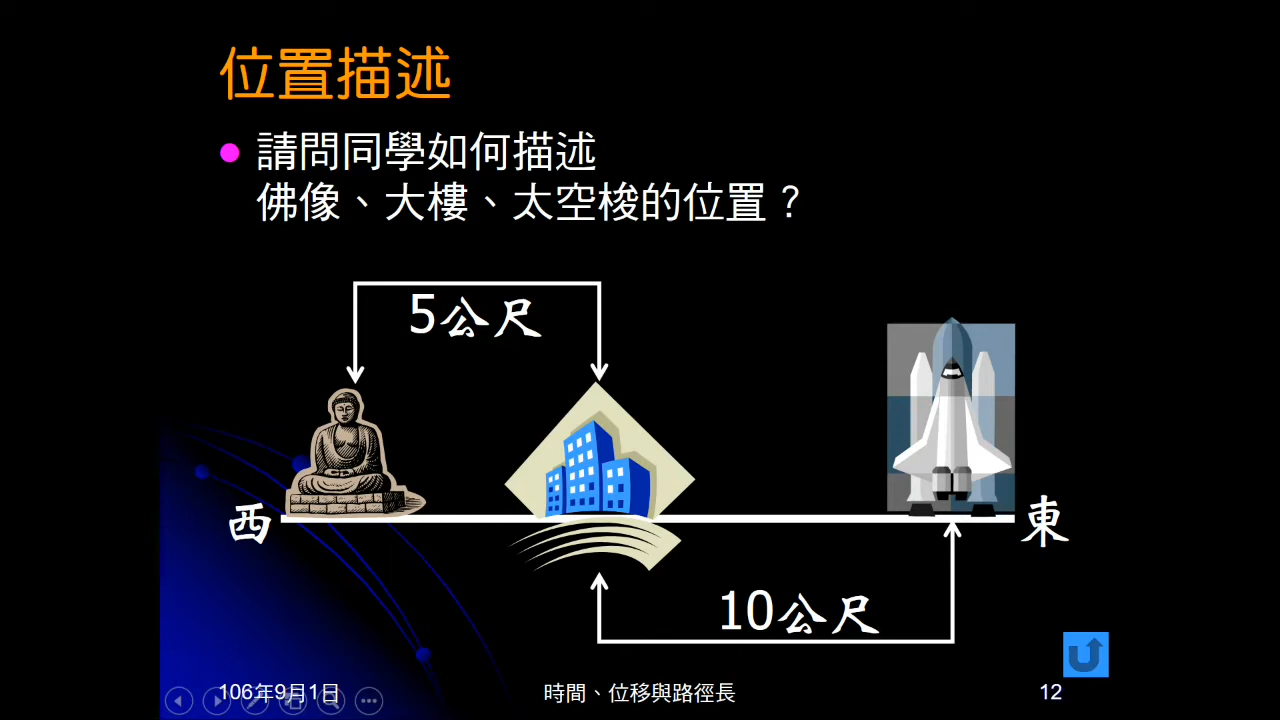 位置描述
請問同學如何描述
佛像、大樓、太空梭的位置？
5公尺
西
東
10公尺
106年9月1日
時間、位移與路徑長
12